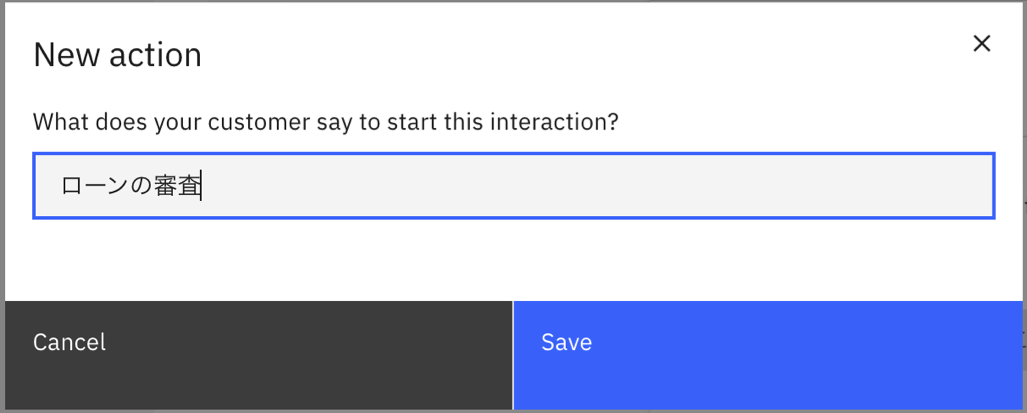 New action
What does your customer say to start this interaction?
ローンの審査
Cancel
Save